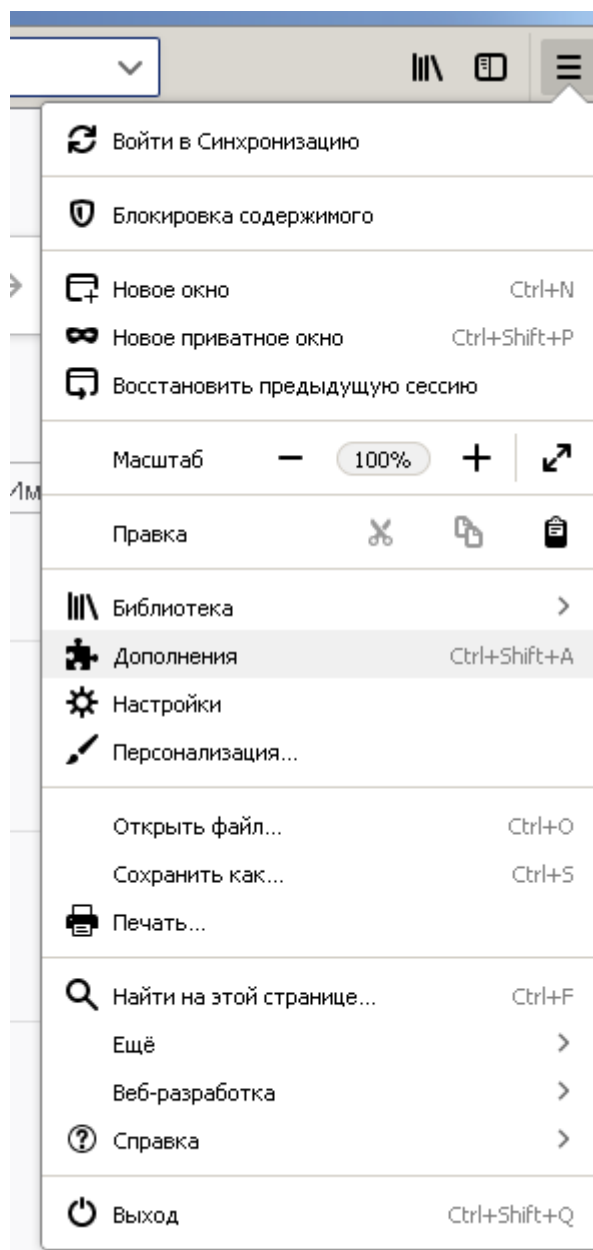 Войти в Синхронизацию
Блокировка содержимого
Новое окно Ctrl+N
Новое приватное окно Ctrl+Shift+P
Восстановить предыдущую сессию
Масштаб 100%
Им
Правка
Библиотека
Дополнения Ctrl+Shift+A
Настройки
Персонализация...
Открыть файл... Ctrl+O
Сохранить как... Ctrl+S
Печать...
Найти на этой странице... Ctrl+F
Ещё
Веб-разработка
Справка
Выход Ctrl+Shift+Q